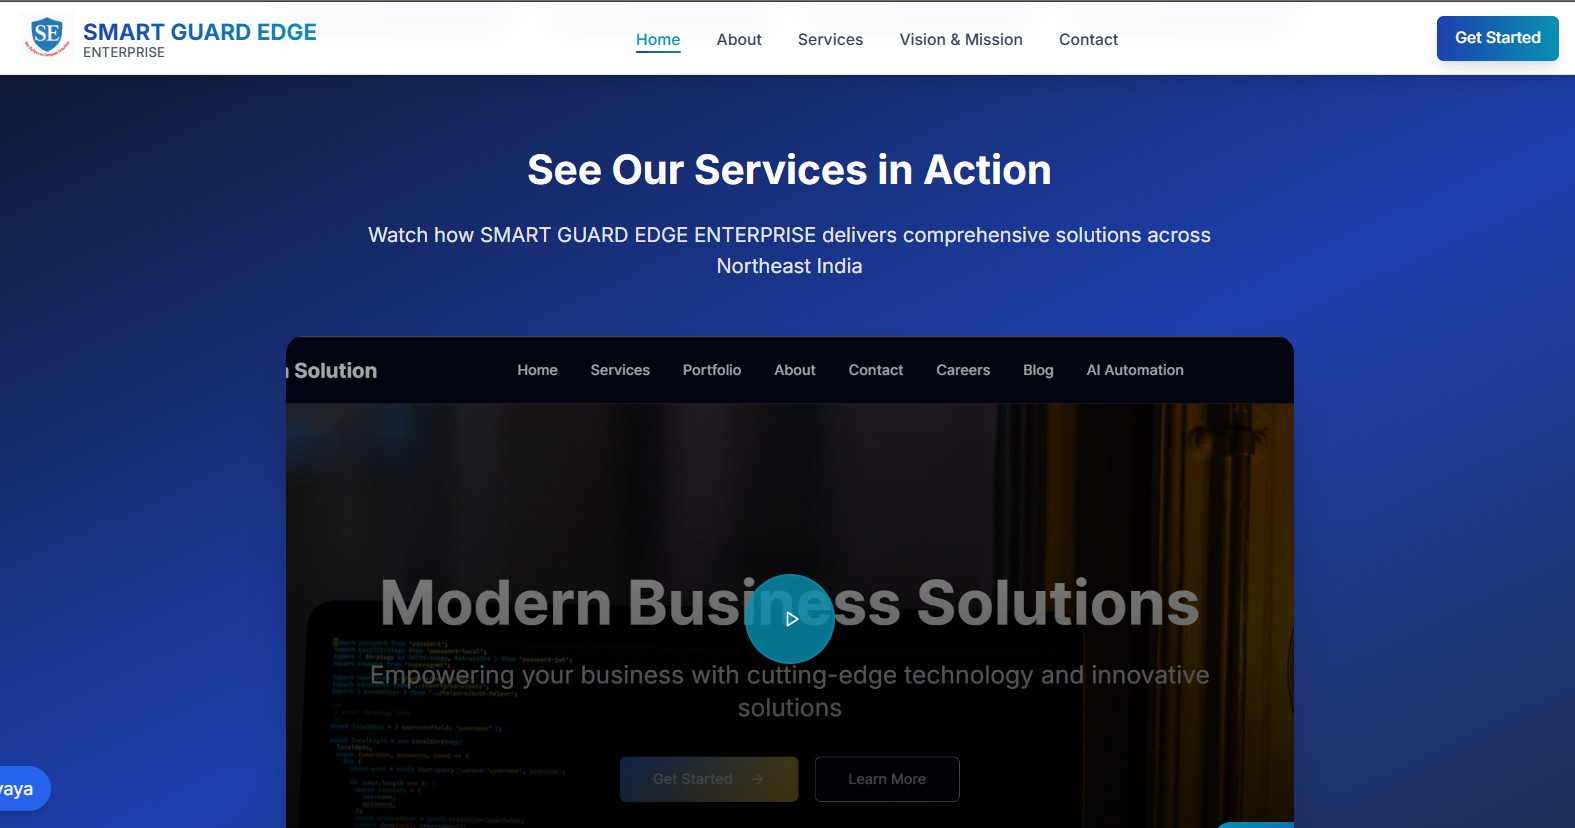 SE
SMART GUARD EDGE
ENTERPRISE
Home About Services Vision & Mission Contact
Get Started
See Our Services in Action
Watch how SMART GUARD EDGE ENTERPRISE delivers comprehensive solutions across
Northeast India
Solution
Home Services Portfolio About Contact Careers Blog AI Automation
Modern Business Solutions
Empowering your business with cutting-edge technology and innovative
solutions
Get Started → Learn More
vaya